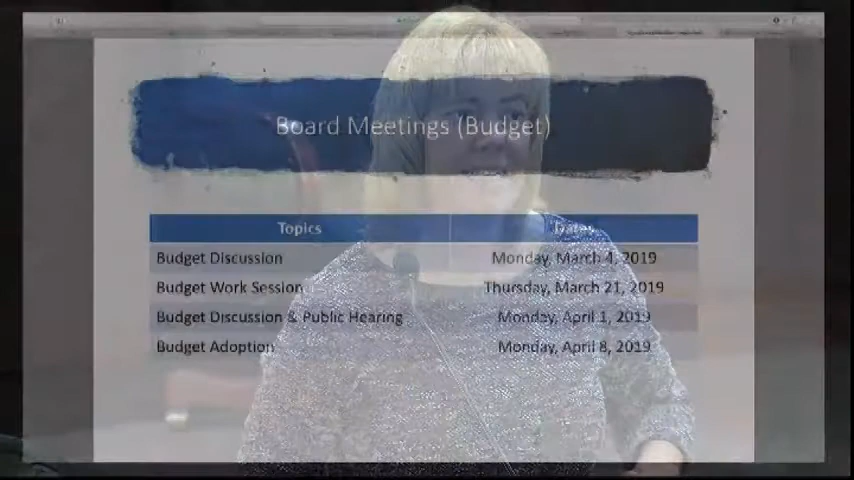 Board Meetings (Budget)
Topics Dates
Budget Discussion Monday, March 4, 2019
Budget Work Session Thursday, March 21, 2019
Budget Discussion & Public Hearing Monday, April 1, 2019
Budget Adoption Monday, April 8, 2019